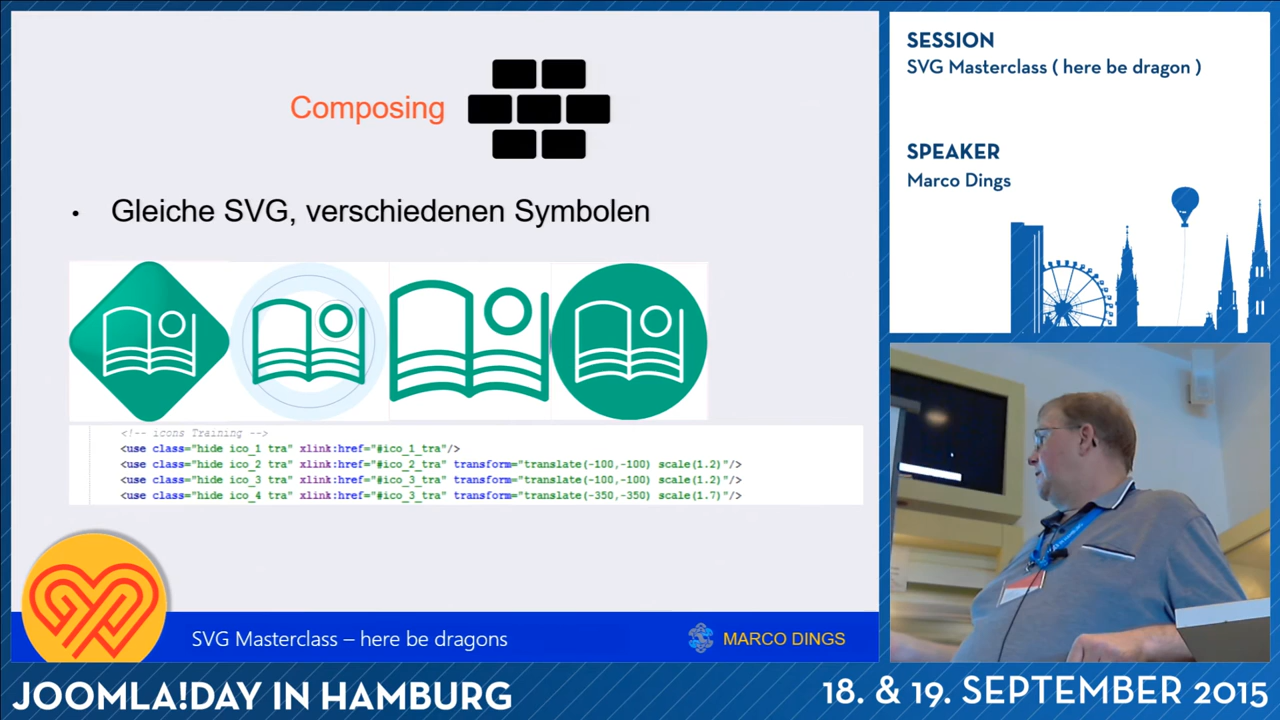 Composing
• Gleiche SVG, verschiedenen Symbolen
<!-- icons Training -->
<use class="hide ico_1 tra" xlink:href="#ico_1_tra"/>
<use class="hide ico_2 tra" xlink:href="#ico_2_tra" transform="translate(-100,-100) scale(1.2)"/>
<use class="hide ico_3 tra" xlink:href="#ico_3_tra" transform="translate(-100,-100) scale(1.2)"/>
<use class="hide ico_4 tra" xlink:href="#ico_3_tra" transform="translate(-350,-350) scale(1.7)"/>
SVG Masterclass – here be dragons
MARCO DINGS
SESSION
SVG Masterclass ( here be dragon )
SPEAKER
Marco Dings
JOOMLA!DAY IN HAMBURG
18. & 19. SEPTEMBER 2015